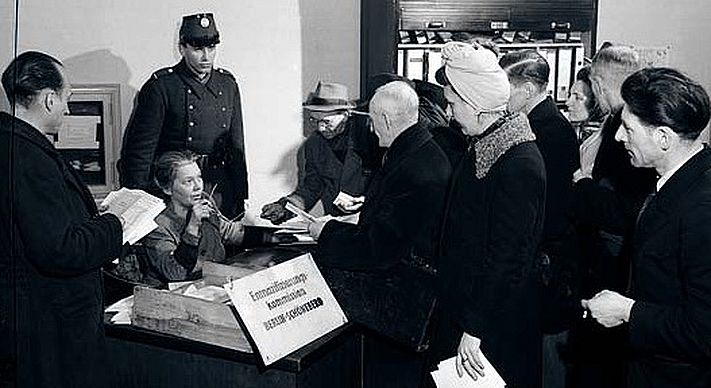 Entnazifizierungs-
kommission
BERLIN-SCHÖNEBERG